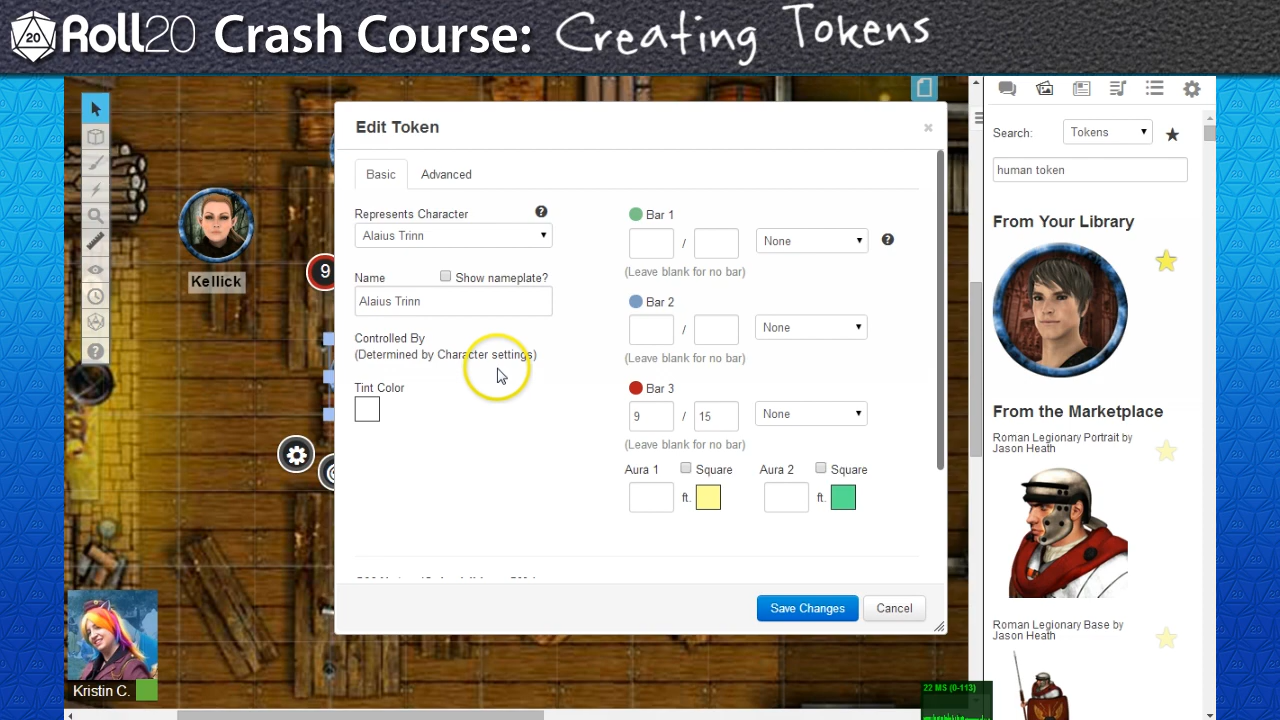 Roll20 Crash Course: Creating Tokens
Edit Token
×
Basic
Advanced
Represents Character
Alaius Trinn
Name
Show nameplate?
Alaius Trinn
Controlled By
(Determined by Character settings)
Tint Color
Bar 1
/
None
(Leave blank for no bar)
Bar 2
/
None
(Leave blank for no bar)
Bar 3
9 / 15
None
(Leave blank for no bar)
Aura 1
Square
Aura 2
Square
ft.
ft.
Save Changes
Cancel
Kellick
9
Kristin C.
22 MS (0-113)
Search:
Tokens
human token
From Your Library
From the Marketplace
Roman Legionary Portrait by
Jason Heath
Roman Legionary Base by
Jason Heath